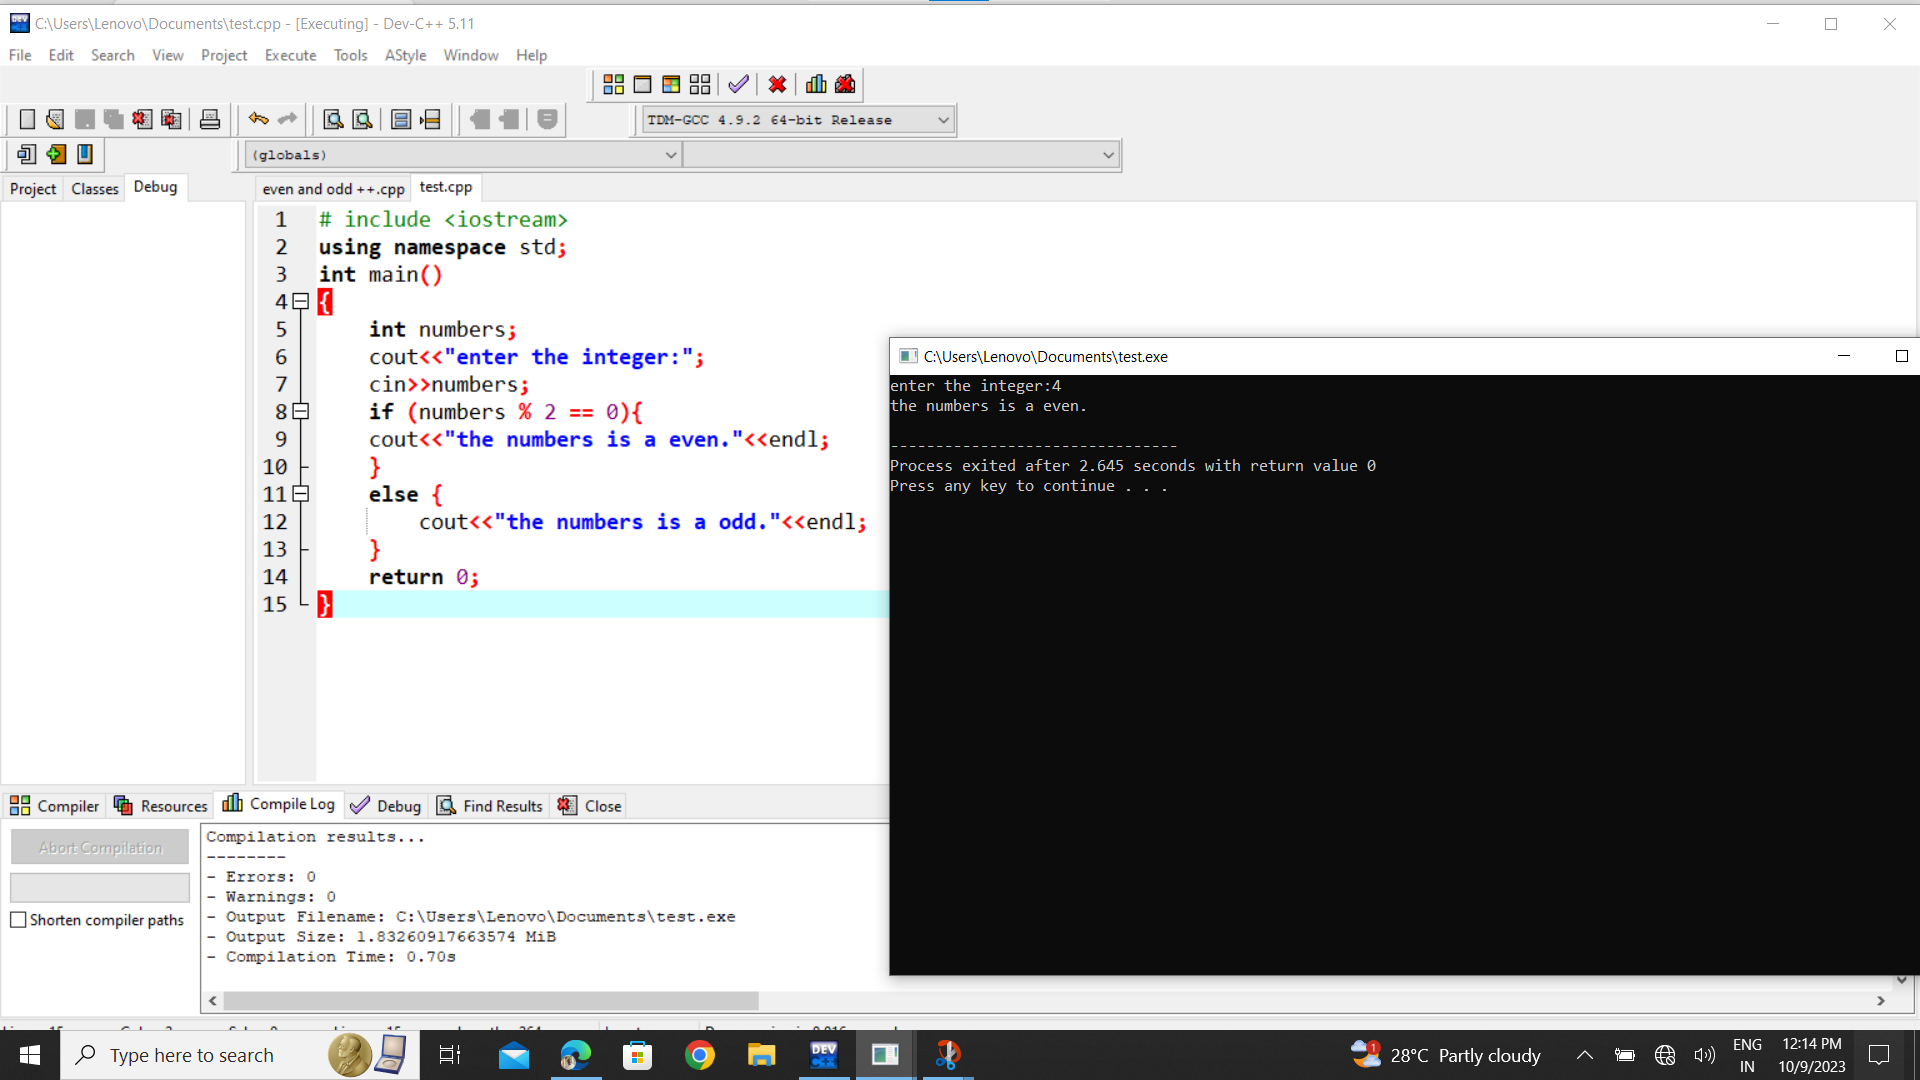 C:\Users\Lenovo\Documents\test.cpp - [Executing] - Dev-C++ 5.11
File Edit Search View Project Execute Tools AStyle Window Help
TDM-GCC 4.9.2 64-bit Release
(globals)
Project Classes Debug
even and odd ++.cpp test.cpp
1 # include <iostream>
2 using namespace std;
3 int main()
4 {
5 int numbers;
6 cout<<"enter the integer:";
7 cin>>numbers;
8 if (numbers % 2 == 0){
9 cout<<"the numbers is a even."<<endl;
10 }
11 else {
12 cout<<"the numbers is a odd."<<endl;
13 }
14 return 0;
15 }
C:\Users\Lenovo\Documents\test.exe
enter the integer:4
the numbers is a even.
--------------------------------
Process exited after 2.645 seconds with return value 0
Press any key to continue . . .
Compiler Resources Compile Log Debug Find Results Close
Abort Compilation
Shorten compiler paths
Compilation results...
--------
- Errors: 0
- Warnings: 0
- Output Filename: C:\Users\Lenovo\Documents\test.exe
- Output Size: 1.83260917663574 MiB
- Compilation Time: 0.70s
Type here to search
DEV
1
28°C Partly cloudy
ENG
IN
12:14 PM
10/9/2023